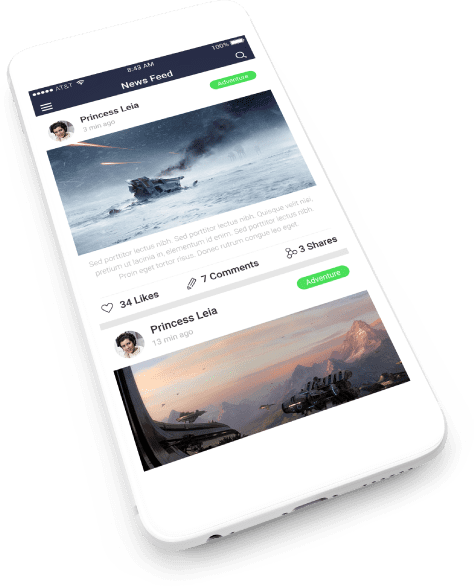 AT&T 8:43 AM 100%
News Feed
Princess Leia
3 min ago
Adventure
Sed porttitor lectus nibh. Sed porttitor lectus nibh. Quisque velit nisi,
pretium ut lacinia in, elementum id enim. Sed porttitor lectus nibh.
Proin eget tortor risus. Donec rutrum congue leo eget
34 Likes
7 Comments
3 Shares
Princess Leia
13 min ago
Adventure